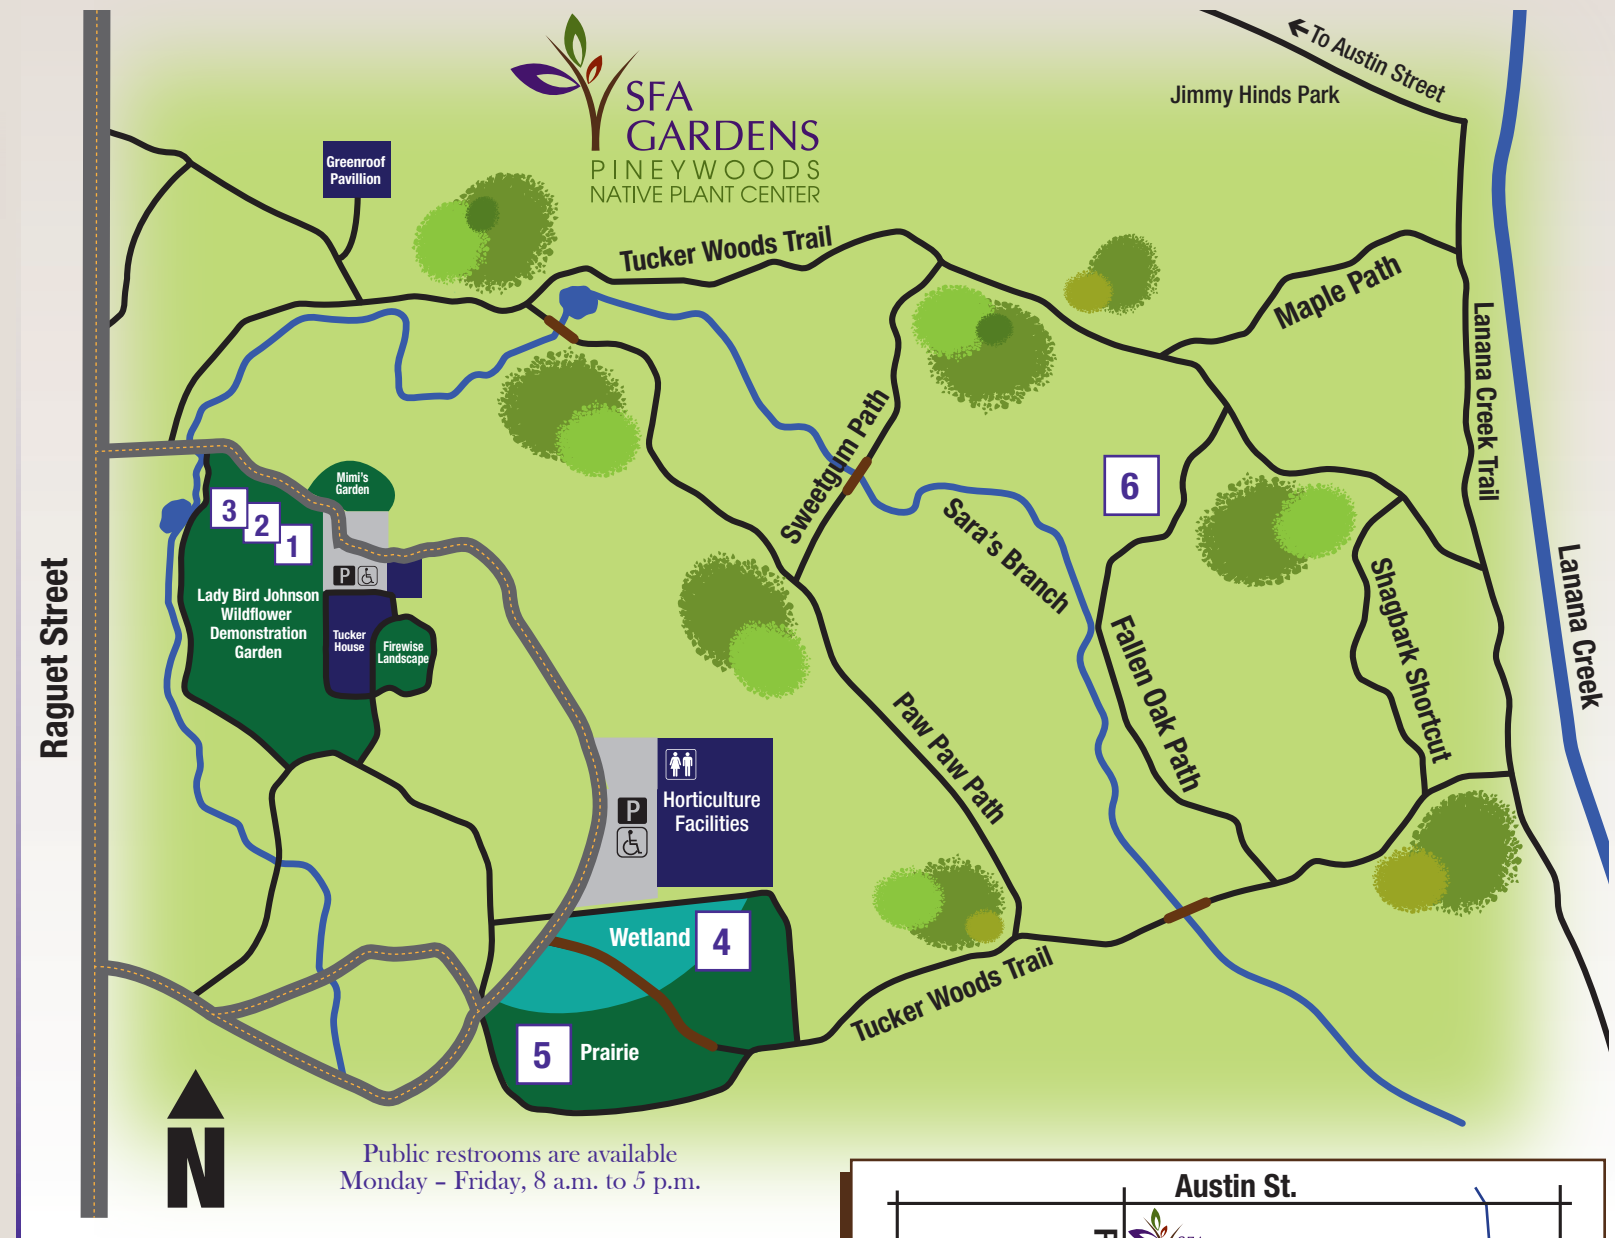 To Austin Street
Jimmy Hinds Park
SFA
GARDENS
PINEYWOODS
NATIVE PLANT CENTER
Greenroof
Pavillion
Tucker Woods Trail
Maple Path
Lanana Creek Trail
Sweetgum Path
6
Mimi's
Garden
3
2
1
P
Lady Bird Johnson
Wildflower
Demonstration
Garden
Tucker
House
Firewise
Landscape
Sara's Branch
Fallen Oak Path
Shagbark Shortcut
Lanana Creek
Raguet Street
Paw Paw Path
P
Horticulture
Facilities
Wetland
4
Tucker Woods Trail
5
Prairie
N
Public restrooms are available
Monday – Friday, 8 a.m. to 5 p.m.
Austin St.